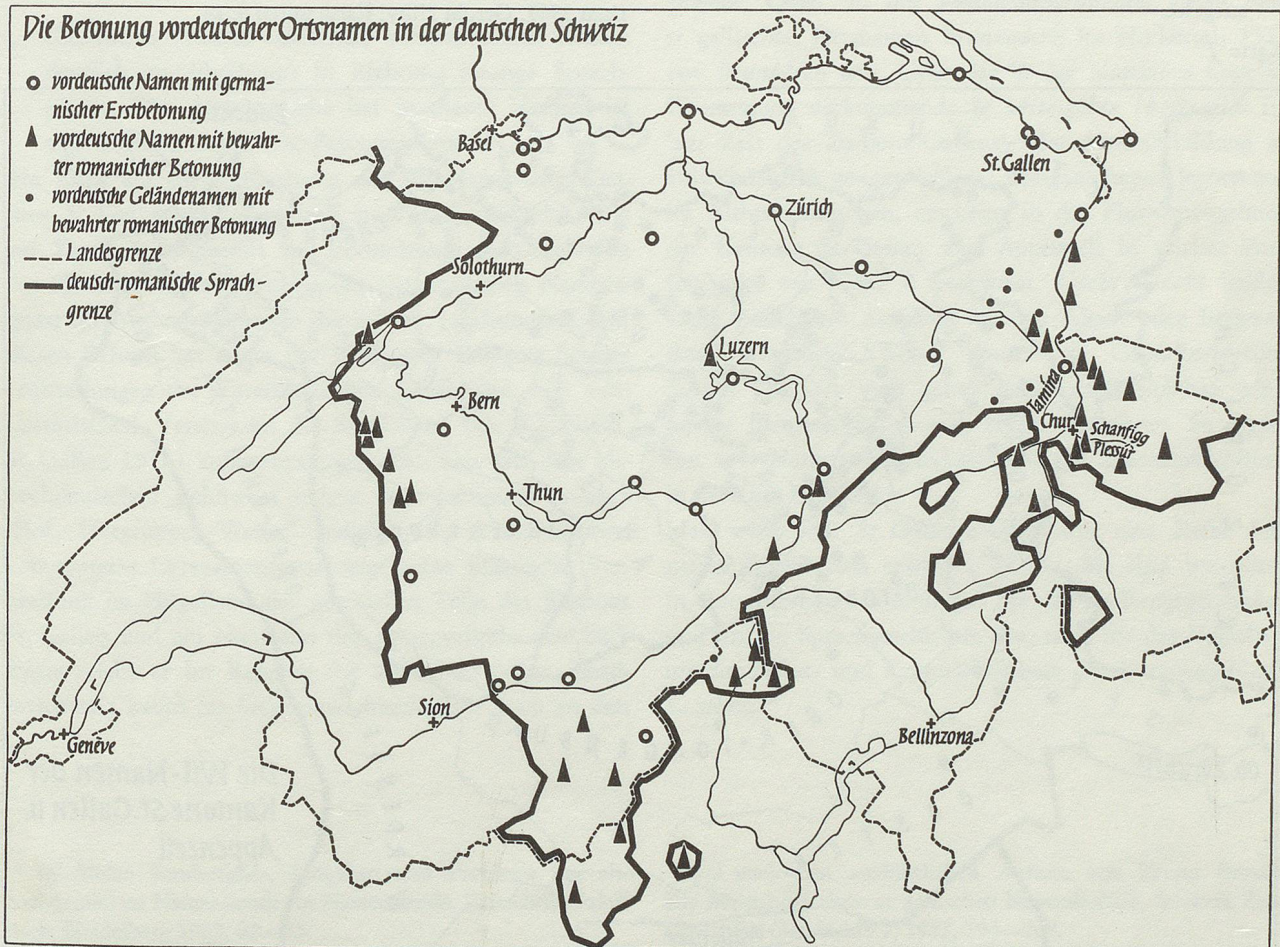 Die Betonung vordeutscher Ortsnamen in der deutschen Schweiz
vordeutsche Namen mit germa-
nischer Erstbetonung
vordeutsche Namen mit bewahr-
ter romanischer Betonung
vordeutsche Geländenamen mit
bewahrter romanischer Betonung
Landesgrenze
deutsch-romanische Sprach-
grenze
Basel
St. Gallen
Zürich
Solothurn
Luzern
Bern
Tamina
Chur
Schanfigg
Plessur
Thun
Sion
Genève
Bellinzona